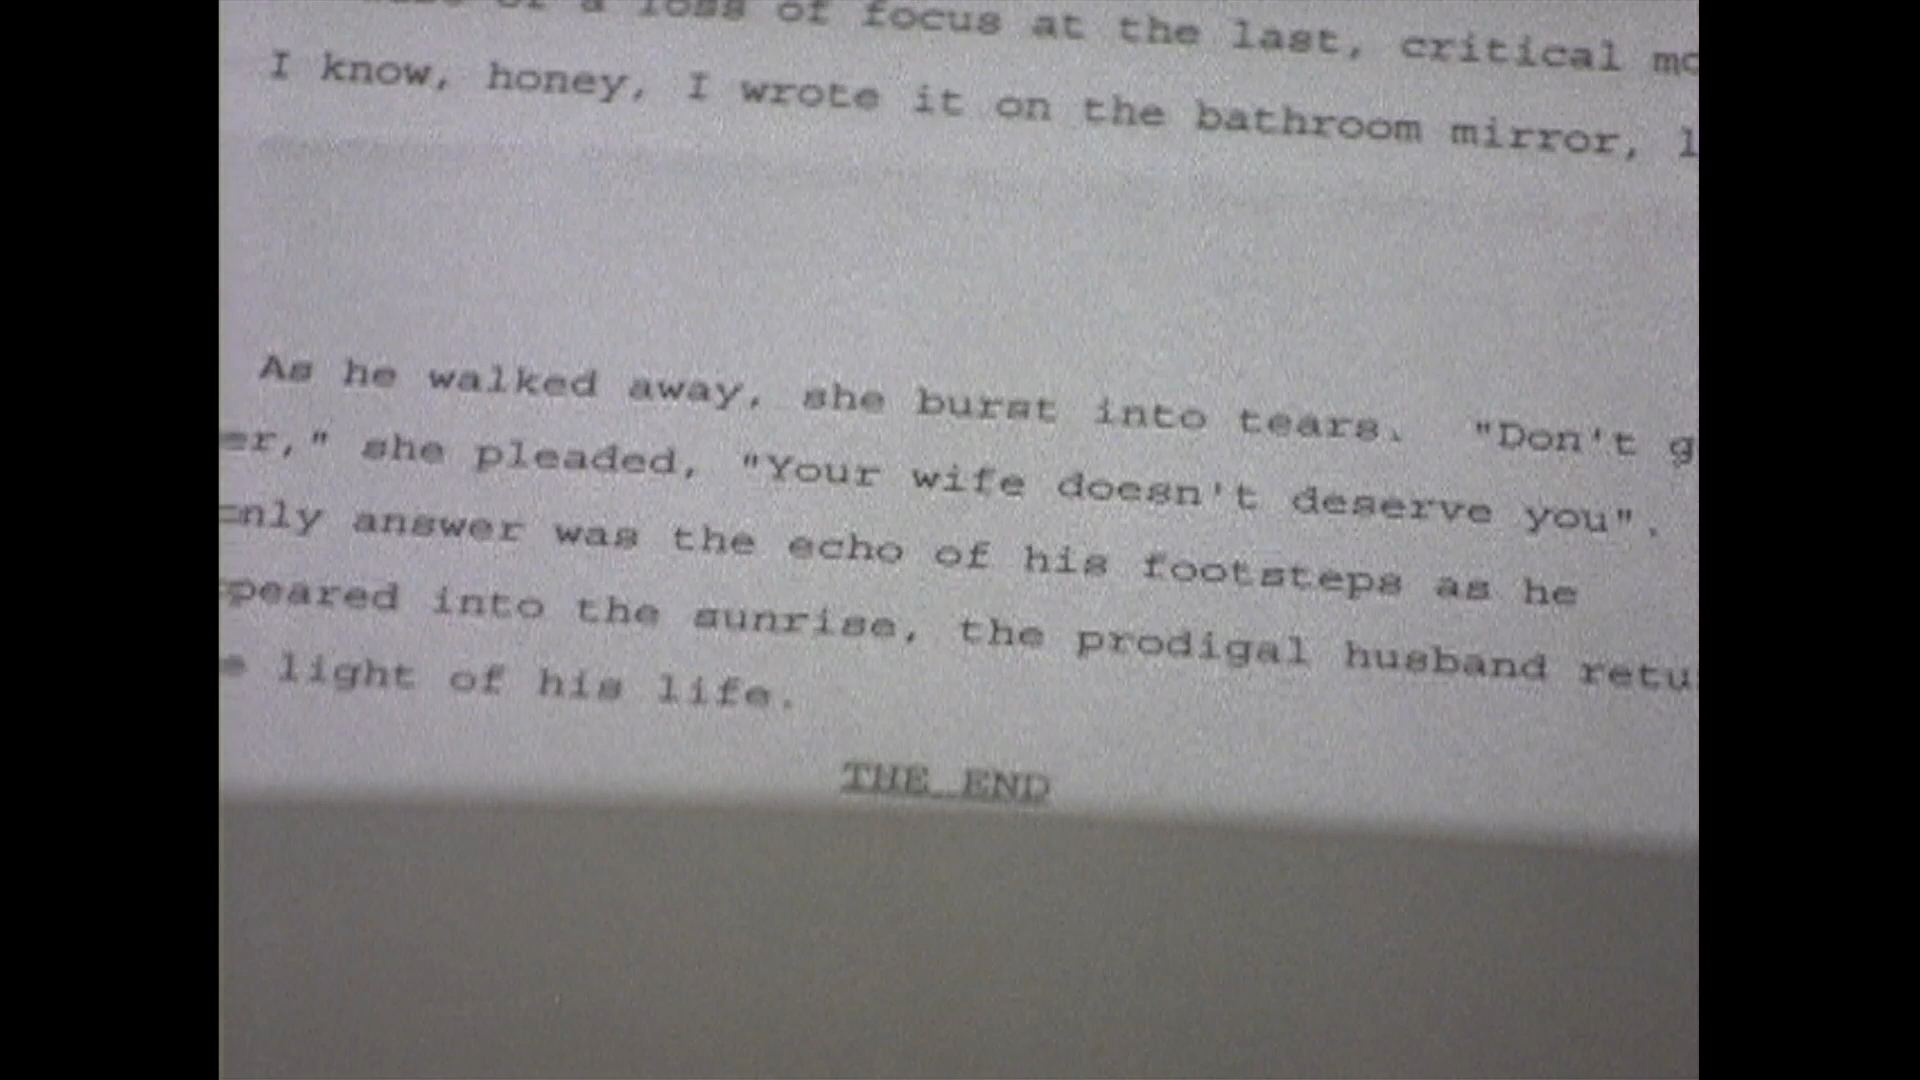 a loss of focus at the last, critical
I know, honey, I wrote it on the bathroom mirror,
As he walked away, she burst into tears. "Don't
she pleaded, "Your wife doesn't deserve you".
answer was the echo of his footsteps as he
into the sunrise, the prodigal husband
light of his life.
THE END